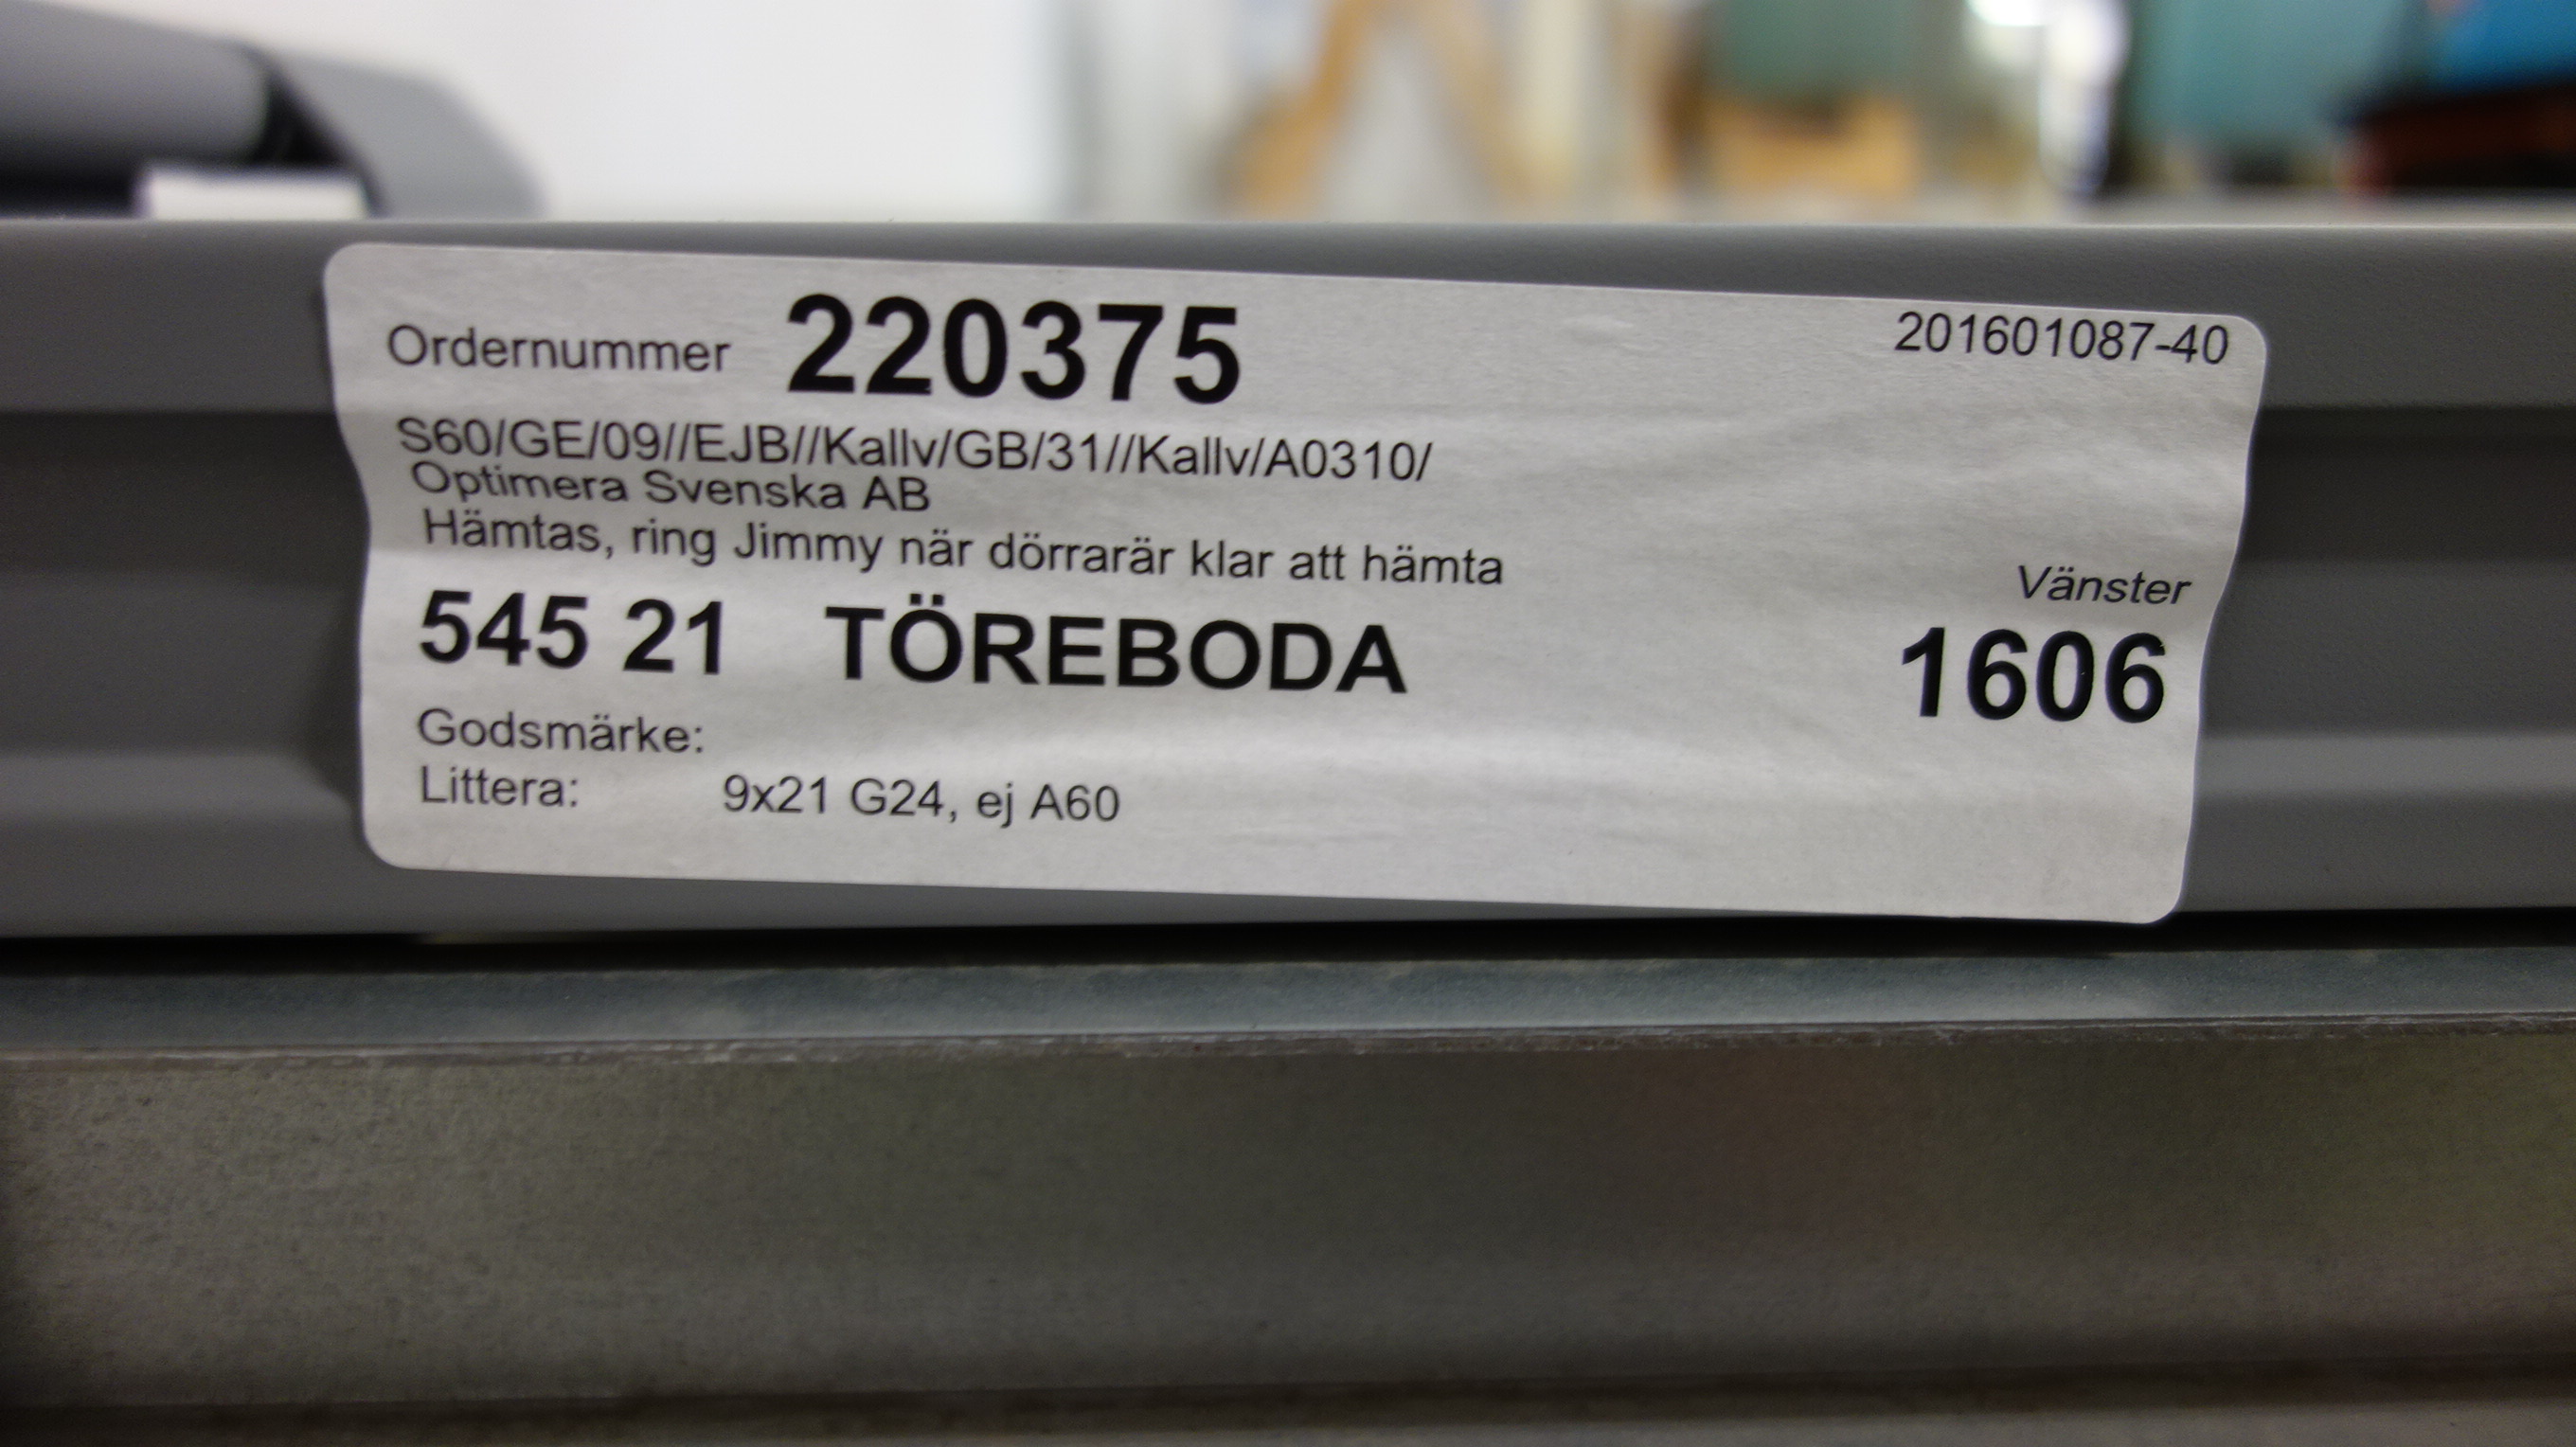 Ordernummer 220375 201601087-40
S60/GE/09//EJB//Kallv/GB/31//Kallv/A0310/
Optimera Svenska AB
Hämtas, ring Jimmy när dörrarär klar att hämta
Vänster
545 21 TÖREBODA 1606
Godsmärke:
Littera: 9x21 G24, ej A60